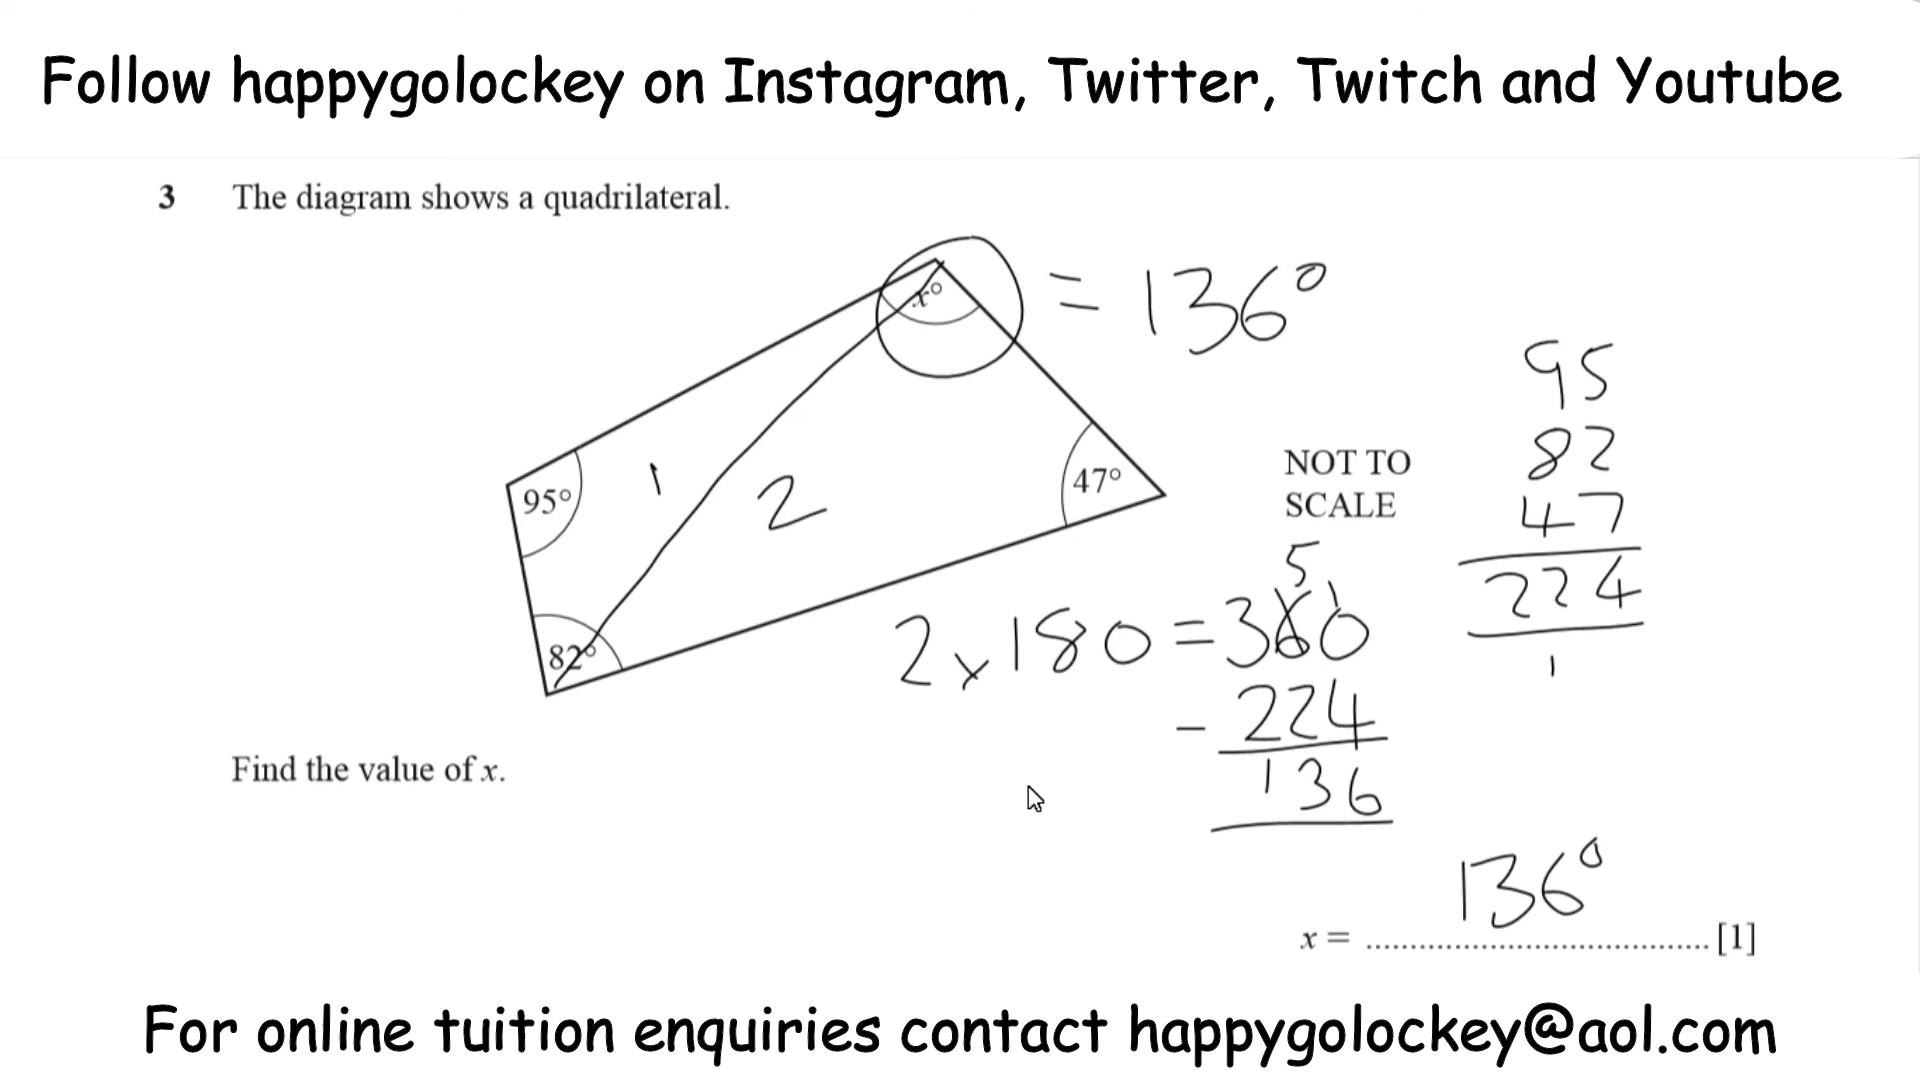 Follow happygolockey on Instagram, Twitter, Twitch and Youtube
3 The diagram shows a quadrilateral.
x°
= 136°
95
82
47
224
1
95°
1
2
47°
NOT TO
SCALE
82°
5 1
2 x 180 = 360
- 224
136
Find the value of x.
136°
x = ........................................ [1]
For online tuition enquiries contact happygolockey@aol.com